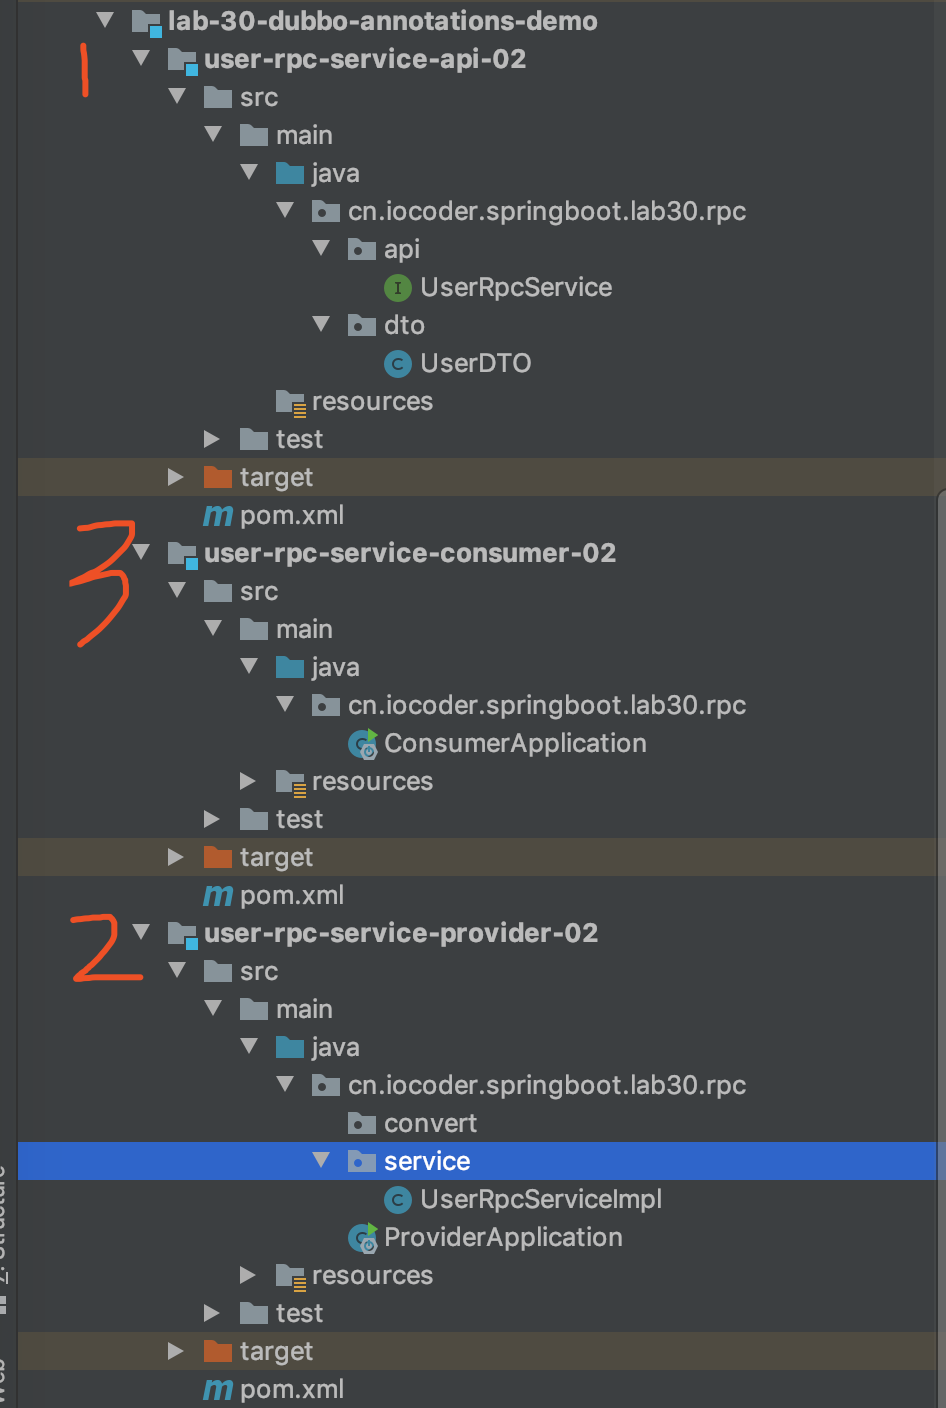 lab-30-dubbo-annotations-demo
1
user-rpc-service-api-02
src
main
java
cn.iocoder.springboot.lab30.rpc
api
I UserRpcService
dto
C UserDTO
resources
test
target
m pom.xml
3
user-rpc-service-consumer-02
src
main
java
cn.iocoder.springboot.lab30.rpc
C ConsumerApplication
resources
test
target
m pom.xml
2
user-rpc-service-provider-02
src
main
java
cn.iocoder.springboot.lab30.rpc
convert
service
C UserRpcServiceImpl
C ProviderApplication
resources
test
target
m pom.xml
Z: Structure
Web